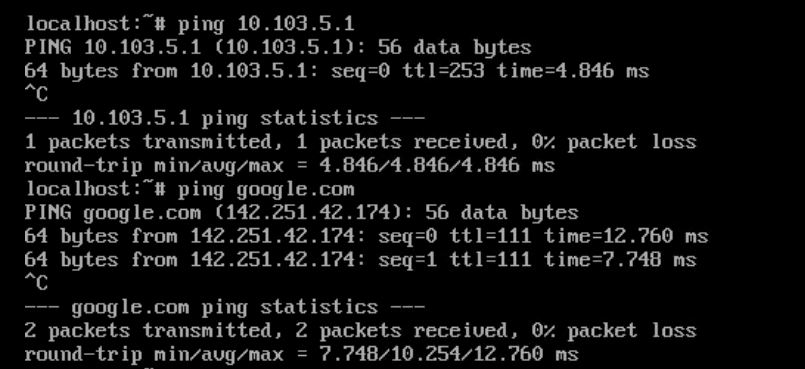 localhost:~# ping 10.103.5.1
PING 10.103.5.1 (10.103.5.1): 56 data bytes
64 bytes from 10.103.5.1: seq=0 ttl=253 time=4.846 ms
^C
--- 10.103.5.1 ping statistics ---
1 packets transmitted, 1 packets received, 0% packet loss
round-trip min/avg/max = 4.846/4.846/4.846 ms
localhost:~# ping google.com
PING google.com (142.251.42.174): 56 data bytes
64 bytes from 142.251.42.174: seq=0 ttl=111 time=12.760 ms
64 bytes from 142.251.42.174: seq=1 ttl=111 time=7.748 ms
^C
--- google.com ping statistics ---
2 packets transmitted, 2 packets received, 0% packet loss
round-trip min/avg/max = 7.748/10.254/12.760 ms